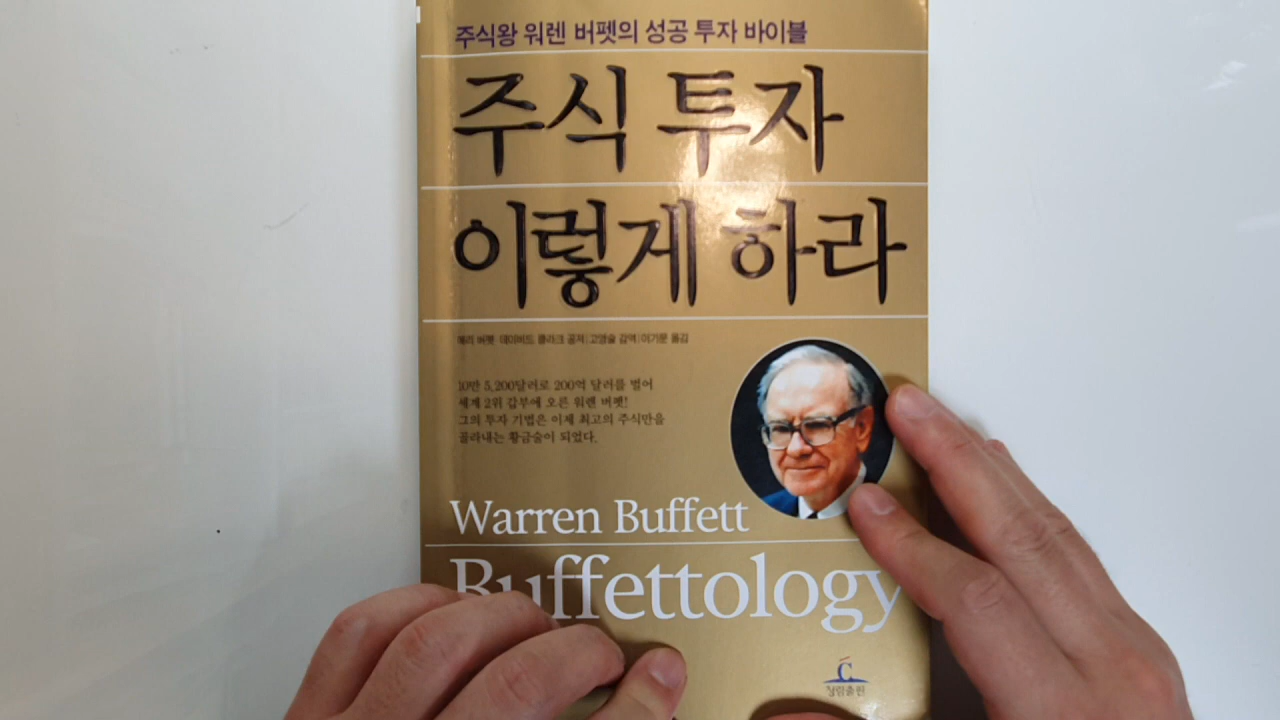 주식왕 워렌 버펫의 성공 투자 바이블
주식 투자
이렇게 하라
메리 버펫 데이버드 클라크 공저|고영술 감역|이기문 옮김
10만 5,200달러로 200억 달러를 벌어
세계 2위 갑부에 오른 워렌 버펫!
그의 투자 기법은 이제 최고의 주식만을
골라내는 황금술이 되었다.
Warren Buffett
Buffettology
C
청림출판